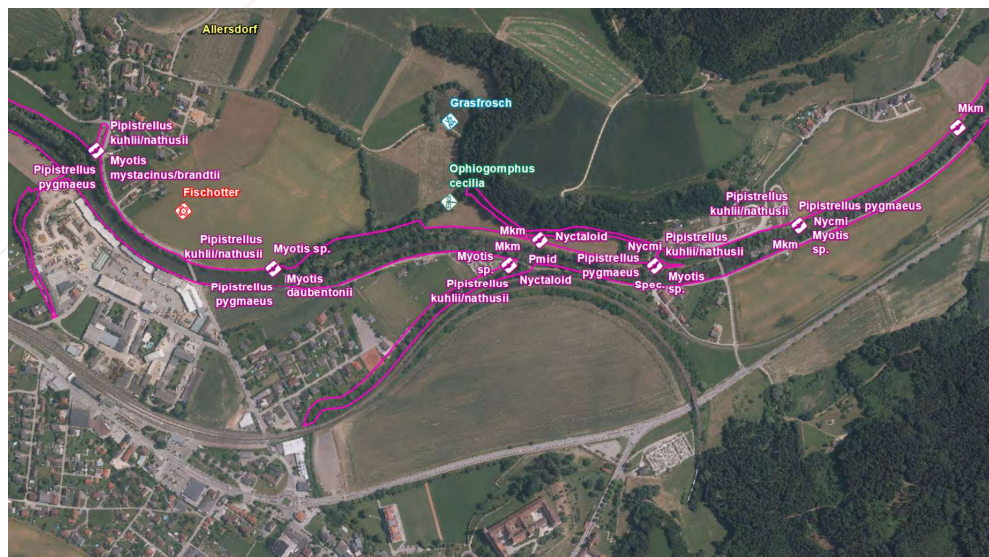 Allersdorf
Grasfrosch
Mkm
Pipistrellus
kuhlii/nathusii
Myotis
mystacinus/brandtii
Pipistrellus
pygmaeus
Fischotter
Ophiogomphus
cecilia
Pipistrellus
kuhlii/nathusii
Pipistrellus pygmaeus
Nycmi
Myotis
sp.
Mkm
Pipistrellus
kuhlii/nathusii
Myotis sp.
Pipistrellus
pygmaeus
Myotis
daubentonii
Mkm
Nyctaloid
Mkm
Pmid
Myotis
sp.
Nyctaloid
Pipistrellus
kuhlii/nathusii
Nycmi
Pipistrellus
kuhlii/nathusii
Pipistrellus
pygmaeus
Myotis
sp.
Spec.